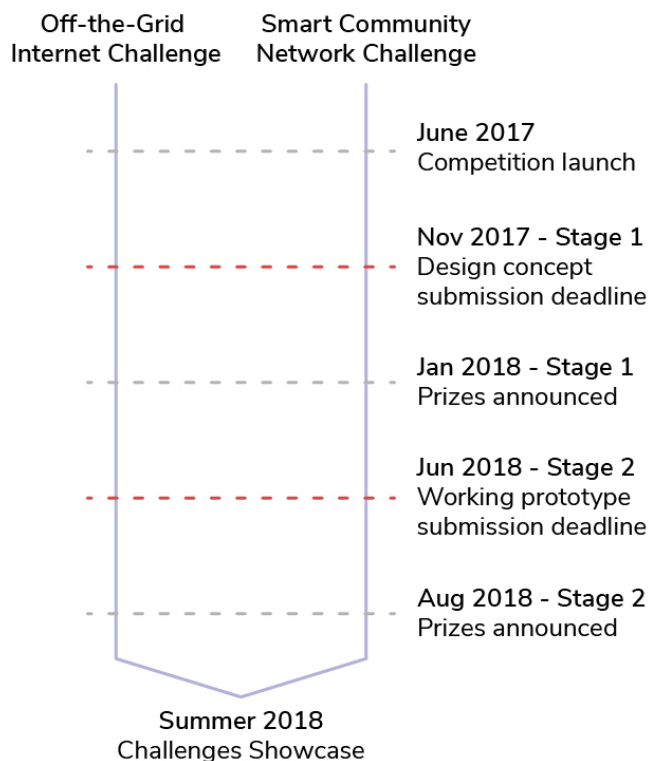 Off-the-Grid
Internet Challenge
Smart Community
Network Challenge
June 2017
Competition launch
Nov 2017 - Stage 1
Design concept
submission deadline
Jan 2018 - Stage 1
Prizes announced
Jun 2018 - Stage 2
Working prototype
submission deadline
Aug 2018 - Stage 2
Prizes announced
Summer 2018
Challenges Showcase